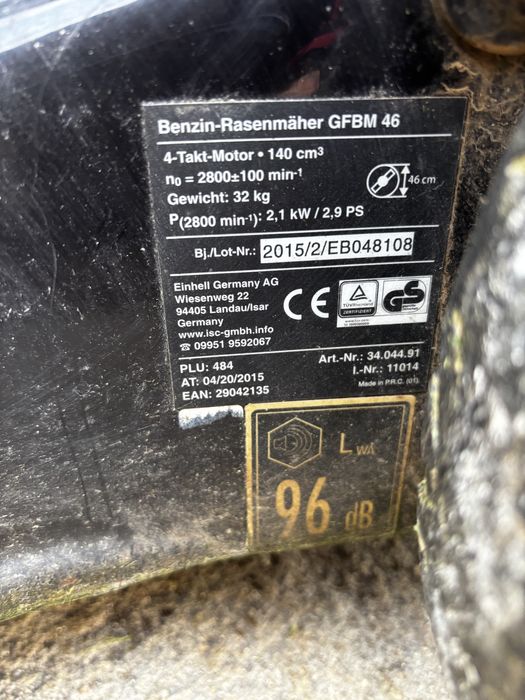 Benzin-Rasenmäher GFBM 46
4-Takt-Motor • 140 cm³
n₀ = 2800±100 min⁻¹
46 cm
Gewicht: 32 kg
P(2800 min⁻¹): 2,1 kW / 2,9 PS
Bj./Lot-Nr.: 2015/2/EB048108
Einhell Germany AG
Wiesenweg 22
94405 Landau/Isar
Germany
www.isc-gmbh.info
☎ 09951 9592067
CE
ZERTIFIZIERT
GS
PLU: 484
AT: 04/20/2015
EAN: 29042135
Art.-Nr.: 34.044.91
I.-Nr.: 11014
Made in P.R.C. (01)
LWA
96 dB